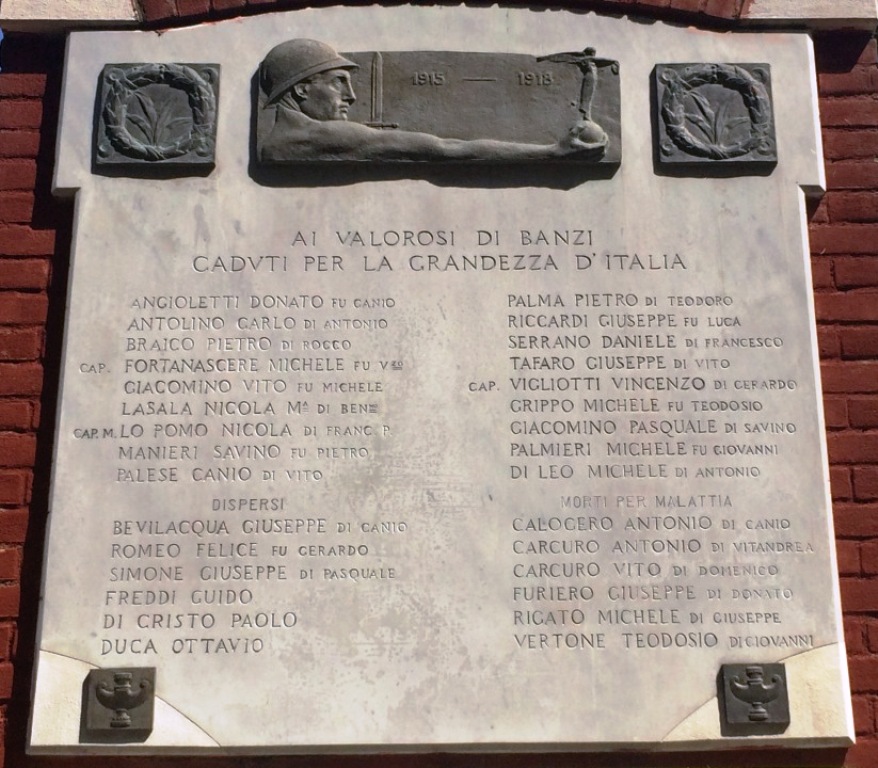 1915 — 1918
AI VALOROSI DI BANZI
CADVTI PER LA GRANDEZZA D'ITALIA
ANGIOLETTI DONATO FU CANIO
ANTOLINO CARLO DI ANTONIO
BRAICO PIETRO DI ROCCO
CAP. FORTANASCERE MICHELE FU V.ZO
GIACOMINO VITO FU MICHELE
LASALA NICOLA Mª DI BEN
CAP. M. LO POMO NICOLA DI FRANC. P.
MANIERI SAVINO FU PIETRO
PALESE CANIO DI VITO
DISPERSI
BEVILACQUA GIUSEPPE DI CANIO
ROMEO FELICE FU GERARDO
SIMONE GIUSEPPE DI PASQUALE
FREDDI GUIDO
DI CRISTO PAOLO
DUCA OTTAVIO
PALMA PIETRO DI TEODORO
RICCARDI GIUSEPPE FU LUCA
SERRANO DANIELE DI FRANCESCO
TAFARO GIUSEPPE DI VITO
CAP. VIGLIOTTI VINCENZO DI GERARDO
GRIPPO MICHELE FU TEODOSIO
GIACOMINO PASQUALE DI SAVINO
PALMIERI MICHELE FU GIOVANNI
DI LEO MICHELE DI ANTONIO
MORTI PER MALATTIA
CALOGERO ANTONIO DI CANIO
CARCURO ANTONIO DI VITANDREA
CARCURO VITO DI DOMENICO
FURIERO GIUSEPPE DI DONATO
RIGATO MICHELE DI GIUSEPPE
VERTONE TEODOSIO DI GIOVANNI